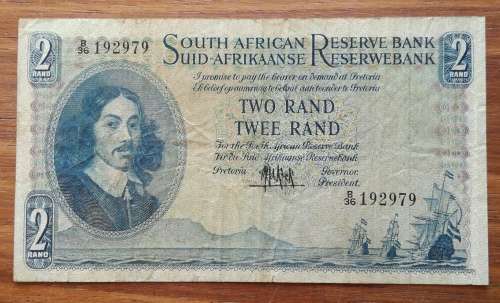 2
RAND
B/36 192979
SOUTH AFRICAN RESERVE BANK
SUID-AFRIKAANSE RESERWEBANK
2
RAND
I promise to pay the bearer on demand at Pretoria
Ek beloof op aanvraag te betaal aan toonder te Pretoria
TWO RAND
TWEE RAND
For the South African Reserve Bank
Vir die Suid-Afrikaanse Reserwebank
Pretoria
Governor.
President.
B/36 192979
2
RAND